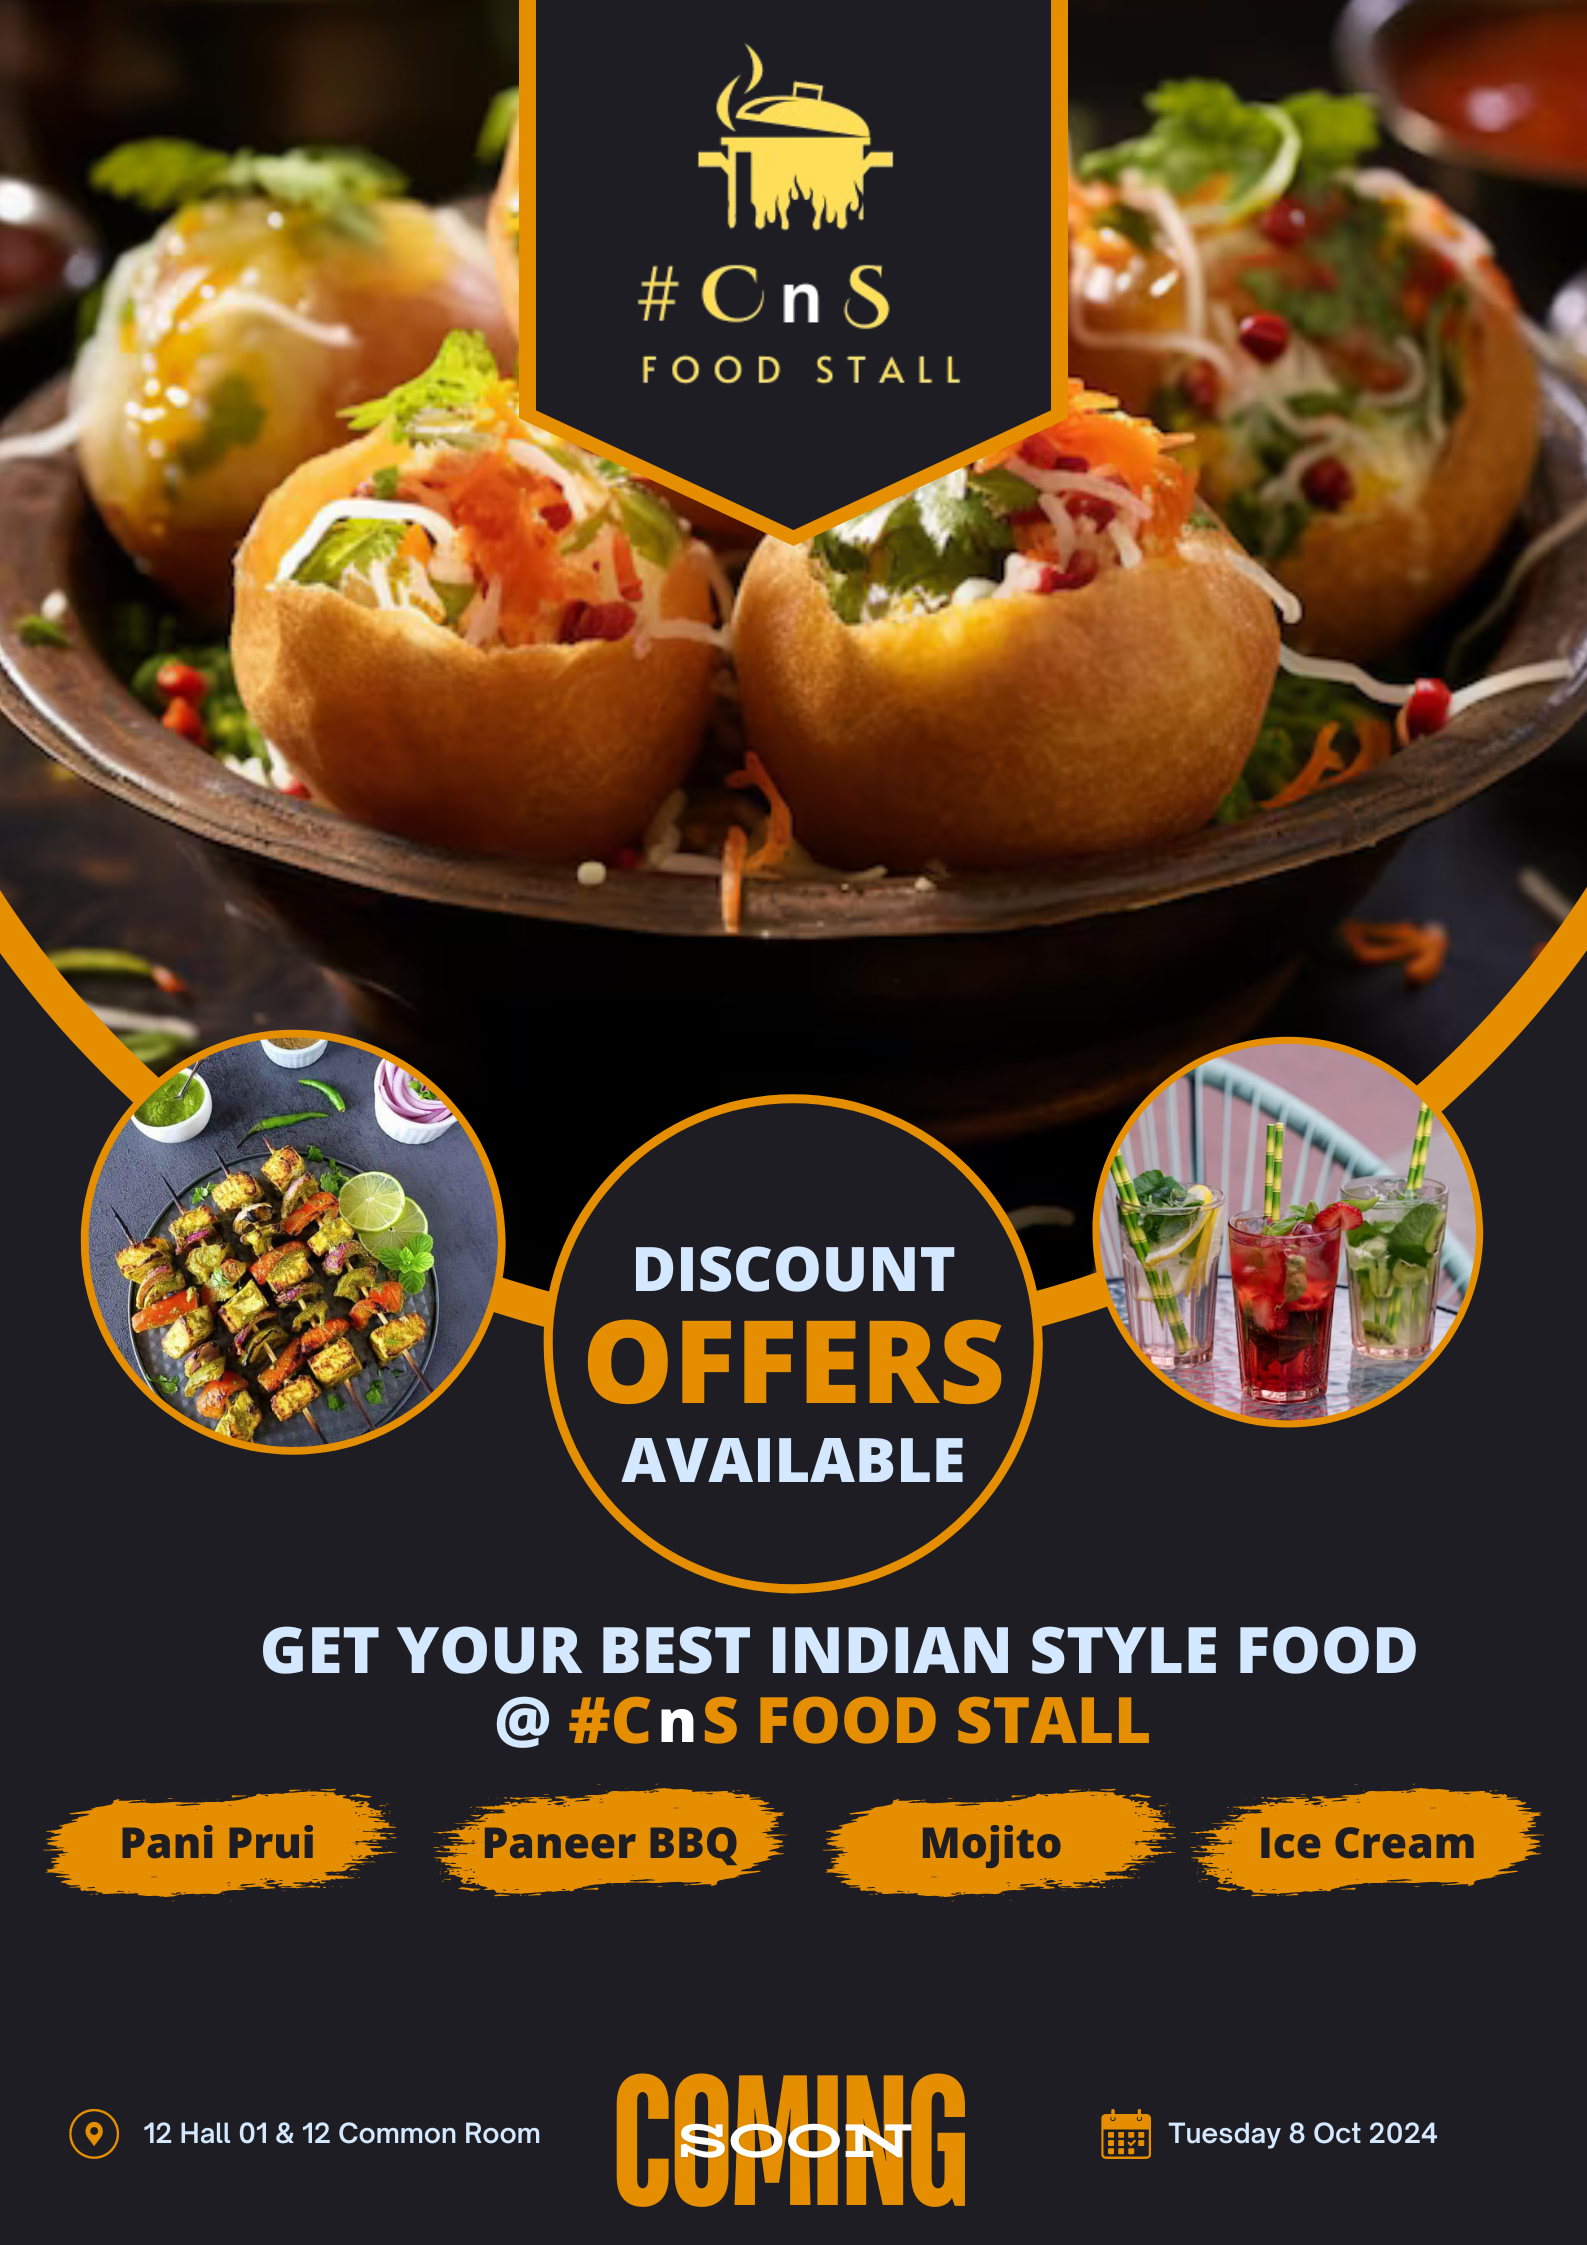 #CnS
FOOD STALL
DISCOUNT
OFFERS
AVAILABLE
GET YOUR BEST INDIAN STYLE FOOD
@ #CnS FOOD STALL
Pani Prui
Paneer BBQ
Mojito
Ice Cream
12 Hall 01 & 12 Common Room
COMING
SOON
Tuesday 8 Oct 2024